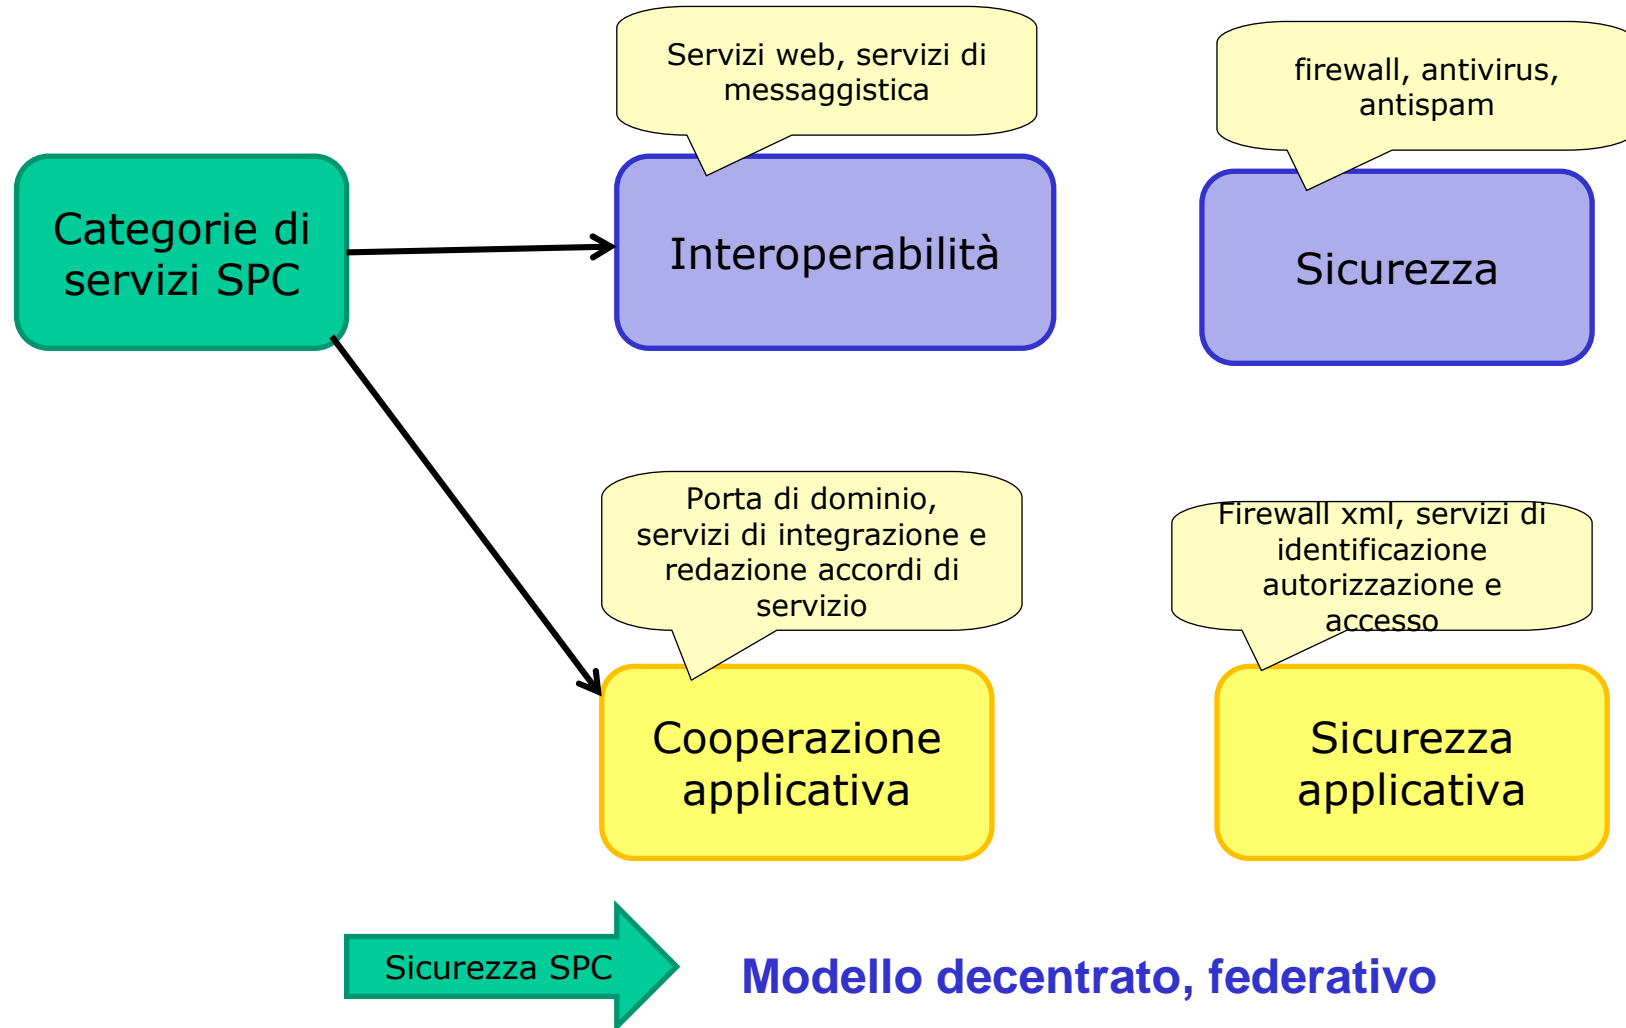 Servizi web, servizi di
messaggistica
firewall, antivirus,
antispam
Categorie di
servizi SPC
Interoperabilità
Sicurezza
Porta di dominio,
servizi di integrazione e
redazione accordi di
servizio
Firewall xml, servizi di
identificazione
autorizzazione e
accesso
Cooperazione
applicativa
Sicurezza
applicativa
Sicurezza SPC
Modello decentrato, federativo